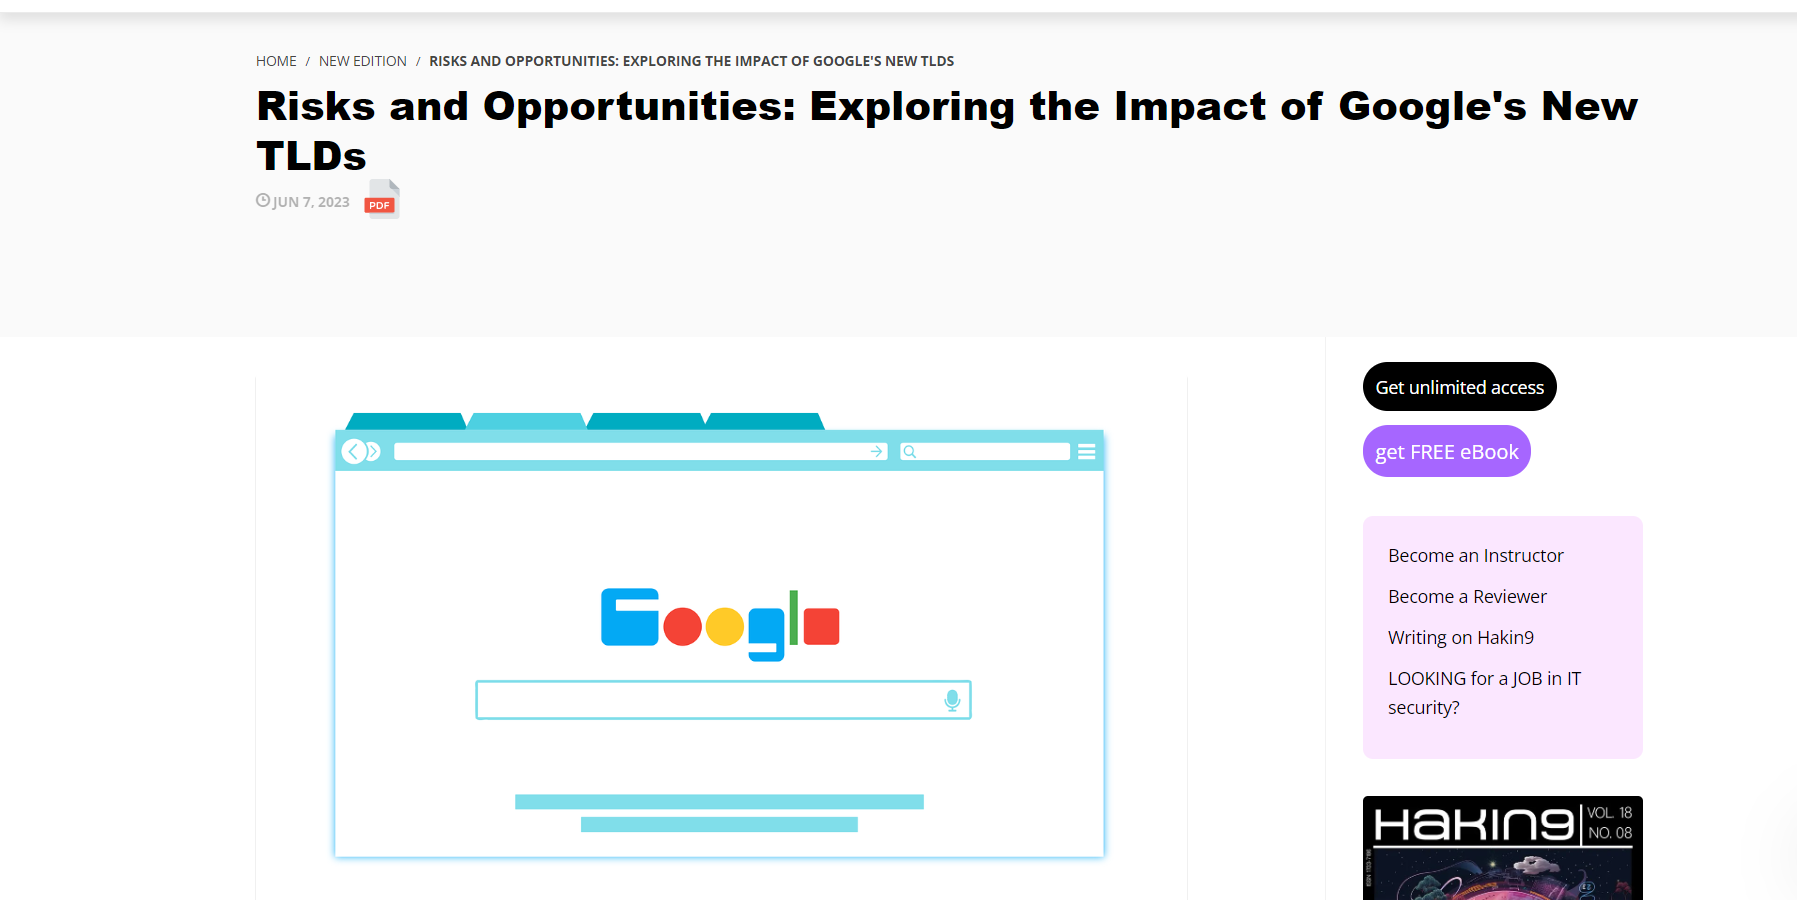 HOME / NEW EDITION / RISKS AND OPPORTUNITIES: EXPLORING THE IMPACT OF GOOGLE'S NEW TLDS
Risks and Opportunities: Exploring the Impact of Google's New
TLDs
JUN 7, 2023 PDF
Get unlimited access
get FREE eBook
Google
Become an Instructor
Become a Reviewer
Writing on Hakin9
LOOKING for a JOB in IT
security?
HAKIN9
VOL. 18
NO. 08